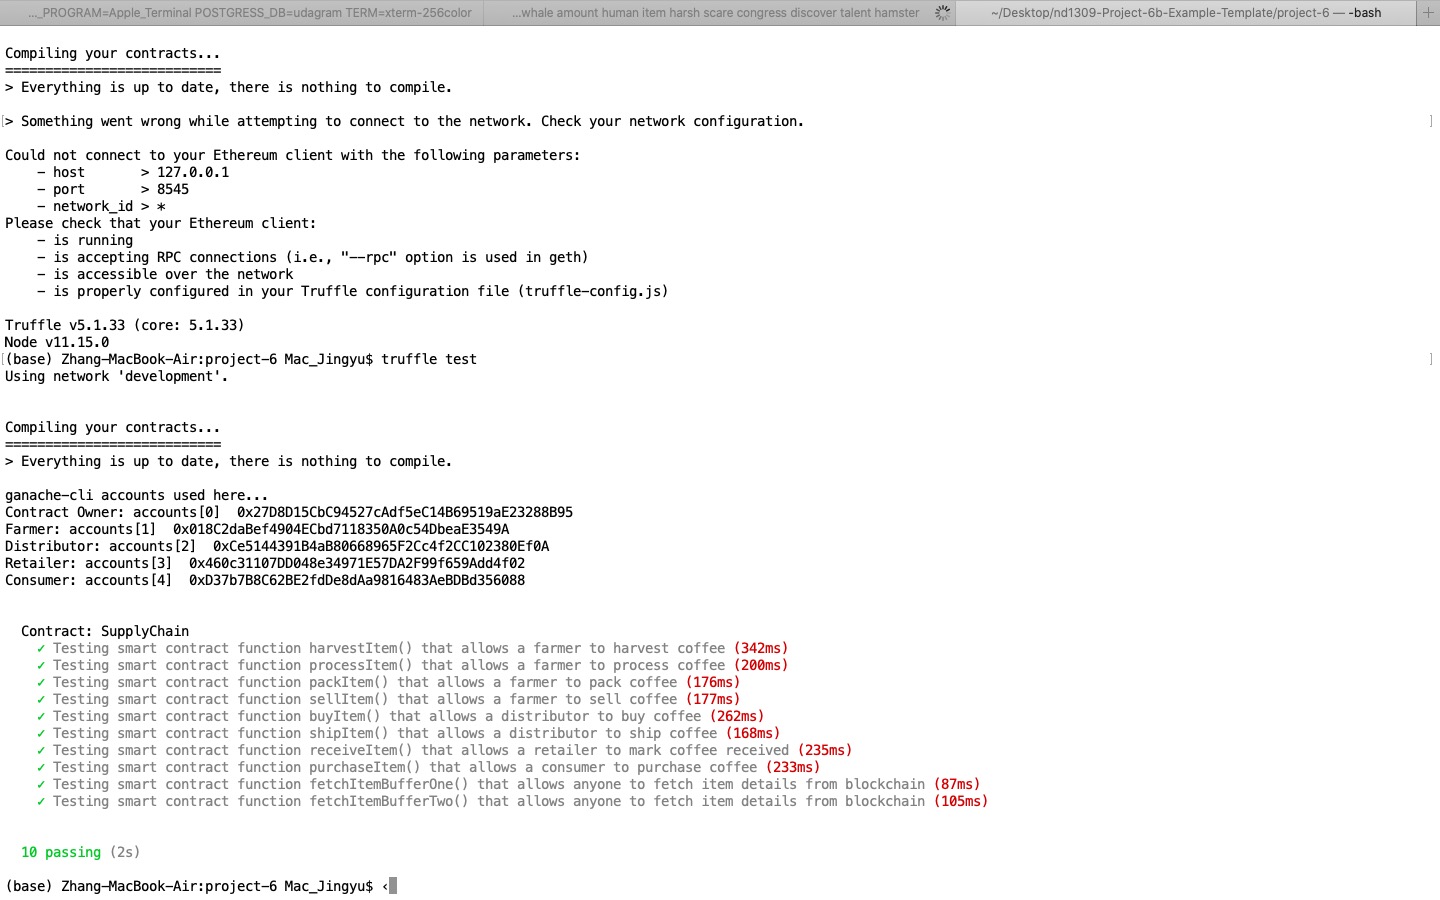 ..._PROGRAM=Apple_Terminal POSTGRESS_DB=udagram TERM=xterm-256color
...whale amount human item harsh scare congress discover talent hamster
~/Desktop/nd1309-Project-6b-Example-Template/project-6 — -bash
+
Compiling your contracts...
===========================
> Everything is up to date, there is nothing to compile.
[> Something went wrong while attempting to connect to the network. Check your network configuration. ]
Could not connect to your Ethereum client with the following parameters:
    - host       > 127.0.0.1
    - port       > 8545
    - network_id > *
Please check that your Ethereum client:
    - is running
    - is accepting RPC connections (i.e., "--rpc" option is used in geth)
    - is accessible over the network
    - is properly configured in your Truffle configuration file (truffle-config.js)
Truffle v5.1.33 (core: 5.1.33)
Node v11.15.0
[(base) Zhang-MacBook-Air:project-6 Mac_Jingyu$ truffle test ]
Using network 'development'.
Compiling your contracts...
===========================
> Everything is up to date, there is nothing to compile.
ganache-cli accounts used here...
Contract Owner: accounts[0]  0x27D8D15CbC94527cAdf5eC14B69519aE23288B95
Farmer: accounts[1]  0x018C2daBef4904ECbd7118350A0c54DbeaE3549A
Distributor: accounts[2]  0xCe5144391B4aB80668965F2Cc4f2CC102380Ef0A
Retailer: accounts[3]  0x460c31107DD048e34971E57DA2F99f659Add4f02
Consumer: accounts[4]  0xD37b7B8C62BE2fdDe8dAa9816483AeBDBd356088
  Contract: SupplyChain
    ✓ Testing smart contract function harvestItem() that allows a farmer to harvest coffee (342ms)
    ✓ Testing smart contract function processItem() that allows a farmer to process coffee (200ms)
    ✓ Testing smart contract function packItem() that allows a farmer to pack coffee (176ms)
    ✓ Testing smart contract function sellItem() that allows a farmer to sell coffee (177ms)
    ✓ Testing smart contract function buyItem() that allows a distributor to buy coffee (262ms)
    ✓ Testing smart contract function shipItem() that allows a distributor to ship coffee (168ms)
    ✓ Testing smart contract function receiveItem() that allows a retailer to mark coffee received (235ms)
    ✓ Testing smart contract function purchaseItem() that allows a consumer to purchase coffee (233ms)
    ✓ Testing smart contract function fetchItemBufferOne() that allows anyone to fetch item details from blockchain (87ms)
    ✓ Testing smart contract function fetchItemBufferTwo() that allows anyone to fetch item details from blockchain (105ms)
  10 passing (2s)
(base) Zhang-MacBook-Air:project-6 Mac_Jingyu$ ‹